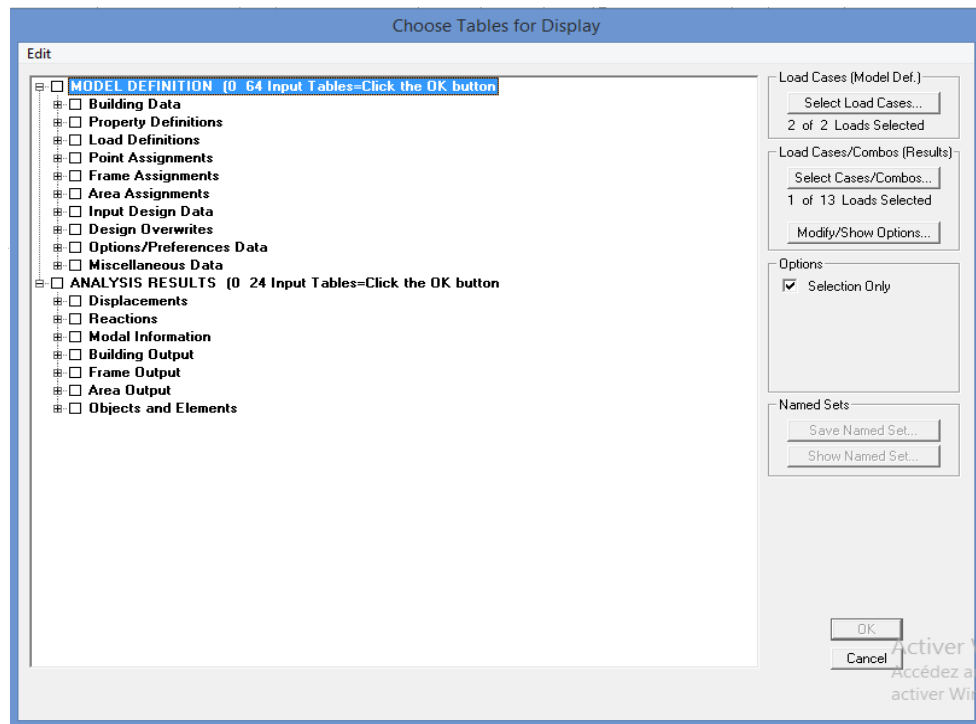 Choose Tables for Display
Edit
MODEL DEFINITION (0 64 Input Tables=Click the OK button
Building Data
Property Definitions
Load Definitions
Point Assignments
Frame Assignments
Area Assignments
Input Design Data
Design Overwrites
Options/Preferences Data
Miscellaneous Data
ANALYSIS RESULTS (0 24 Input Tables=Click the OK button
Displacements
Reactions
Modal Information
Building Output
Frame Output
Area Output
Objects and Elements
Load Cases (Model Def.)
Select Load Cases...
2 of 2 Loads Selected
Load Cases/Combos (Results)
Select Cases/Combos...
1 of 13 Loads Selected
Modify/Show Options...
Options
Selection Only
Named Sets
Save Named Set...
Show Named Set...
OK
Cancel
Activer
Accédez a
activer Wi